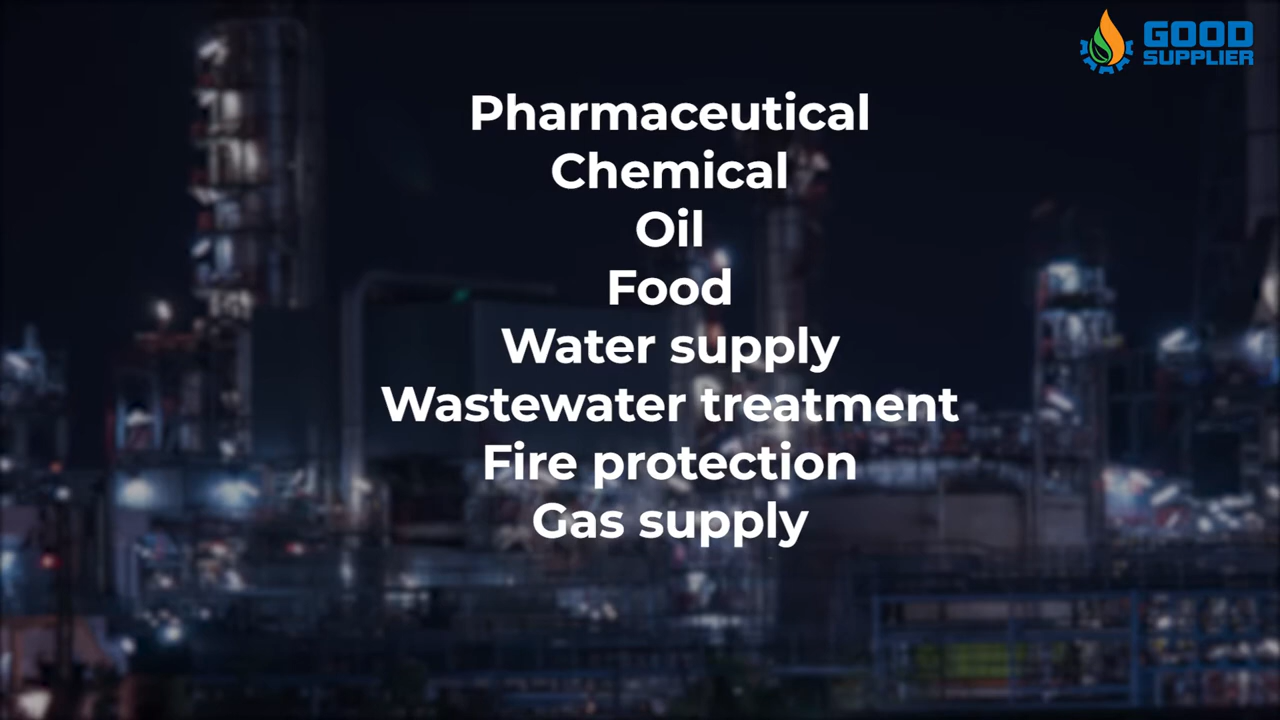 GOOD
SUPPLIER
Pharmaceutical
Chemical
Oil
Food
Water supply
Wastewater treatment
Fire protection
Gas supply